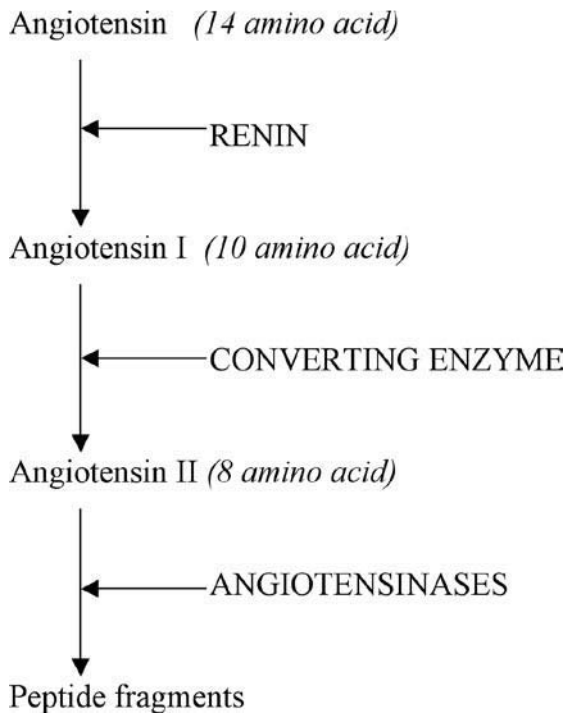 Angiotensin (14 amino acid)
RENIN
Angiotensin I (10 amino acid)
CONVERTING ENZYME
Angiotensin II (8 amino acid)
ANGIOTENSINASES
Peptide fragments